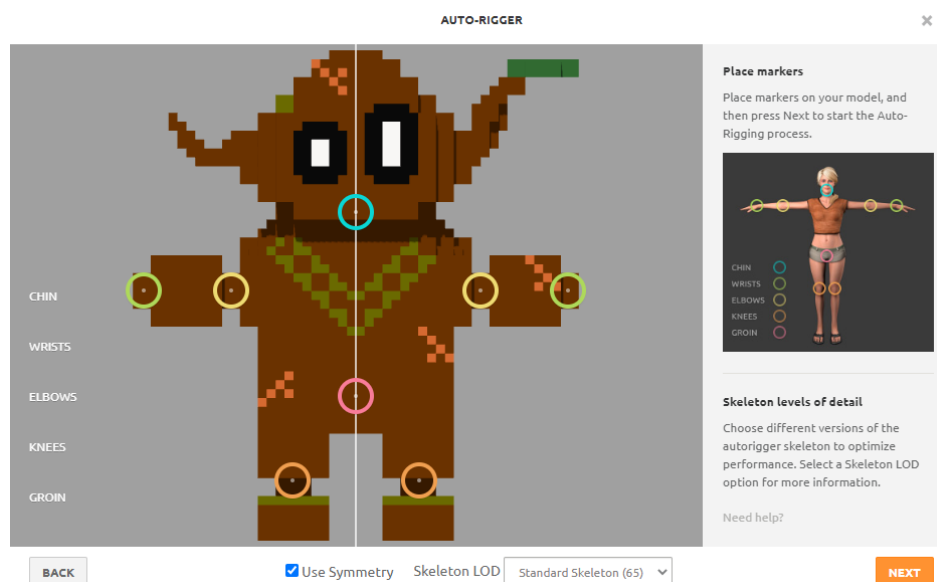 AUTO-RIGGER
×
CHIN
WRISTS
ELBOWS
KNEES
GROIN
Place markers
Place markers on your model, and
then press Next to start the Auto-
Rigging process.
CHIN
WRISTS
ELBOWS
KNEES
GROIN
Skeleton levels of detail
Choose different versions of the
autorigger skeleton to optimize
performance. Select a Skeleton LOD
option for more information.
Need help?
BACK
Use Symmetry
Skeleton LOD
Standard Skeleton (65)
NEXT